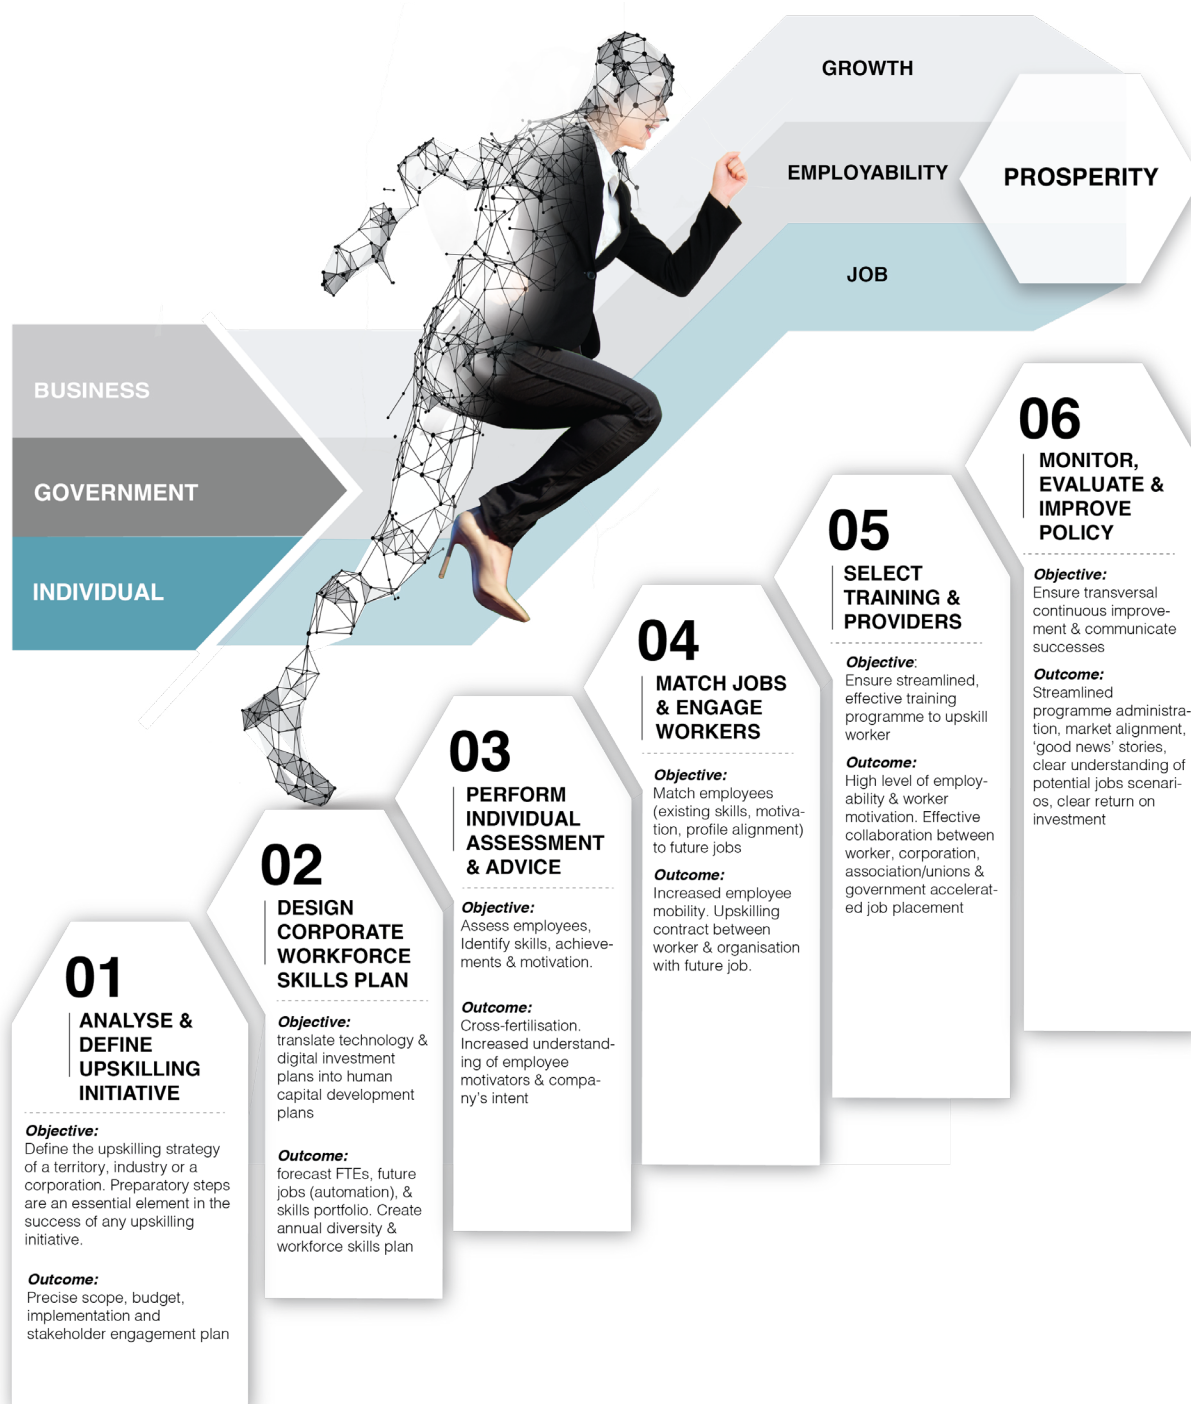 GROWTH
EMPLOYABILITY
PROSPERITY
JOB
BUSINESS
GOVERNMENT
INDIVIDUAL
01
ANALYSE &
DEFINE
UPSKILLING
INITIATIVE
Objective:
Define the upskilling strategy
of a territory, industry or a
corporation. Preparatory steps
are an essential element in the
success of any upskilling
initiative.
Outcome:
Precise scope, budget,
implementation and
stakeholder engagement plan
02
DESIGN
CORPORATE
WORKFORCE
SKILLS PLAN
Objective:
translate technology &
digital investment
plans into human
capital development
plans
Outcome:
forecast FTEs, future
jobs (automation), &
skills portfolio. Create
annual diversity &
workforce skills plan
03
PERFORM
INDIVIDUAL
ASSESSMENT
& ADVICE
Objective:
Assess employees,
Identify skills, achieve-
ments & motivation.
Outcome:
Cross-fertilisation.
Increased understand-
ing of employee
motivators & compa-
ny's intent
04
MATCH JOBS
& ENGAGE
WORKERS
Objective:
Match employees
(existing skills, motiva-
tion, profile alignment)
to future jobs
Outcome:
Increased employee
mobility. Upskilling
contract between
worker & organisation
with future job.
05
SELECT
TRAINING &
PROVIDERS
Objective:
Ensure streamlined,
effective training
programme to upskill
worker
Outcome:
High level of employ-
ability & worker
motivation. Effective
collaboration between
worker, corporation,
association/unions &
government accelerat-
ed job placement
06
MONITOR,
EVALUATE &
IMPROVE
POLICY
Objective:
Ensure transversal
continuous improve-
ment & communicate
successes
Outcome:
Streamlined
programme administra-
tion, market alignment,
'good news' stories,
clear understanding of
potential jobs scenari-
os, clear return on
investment